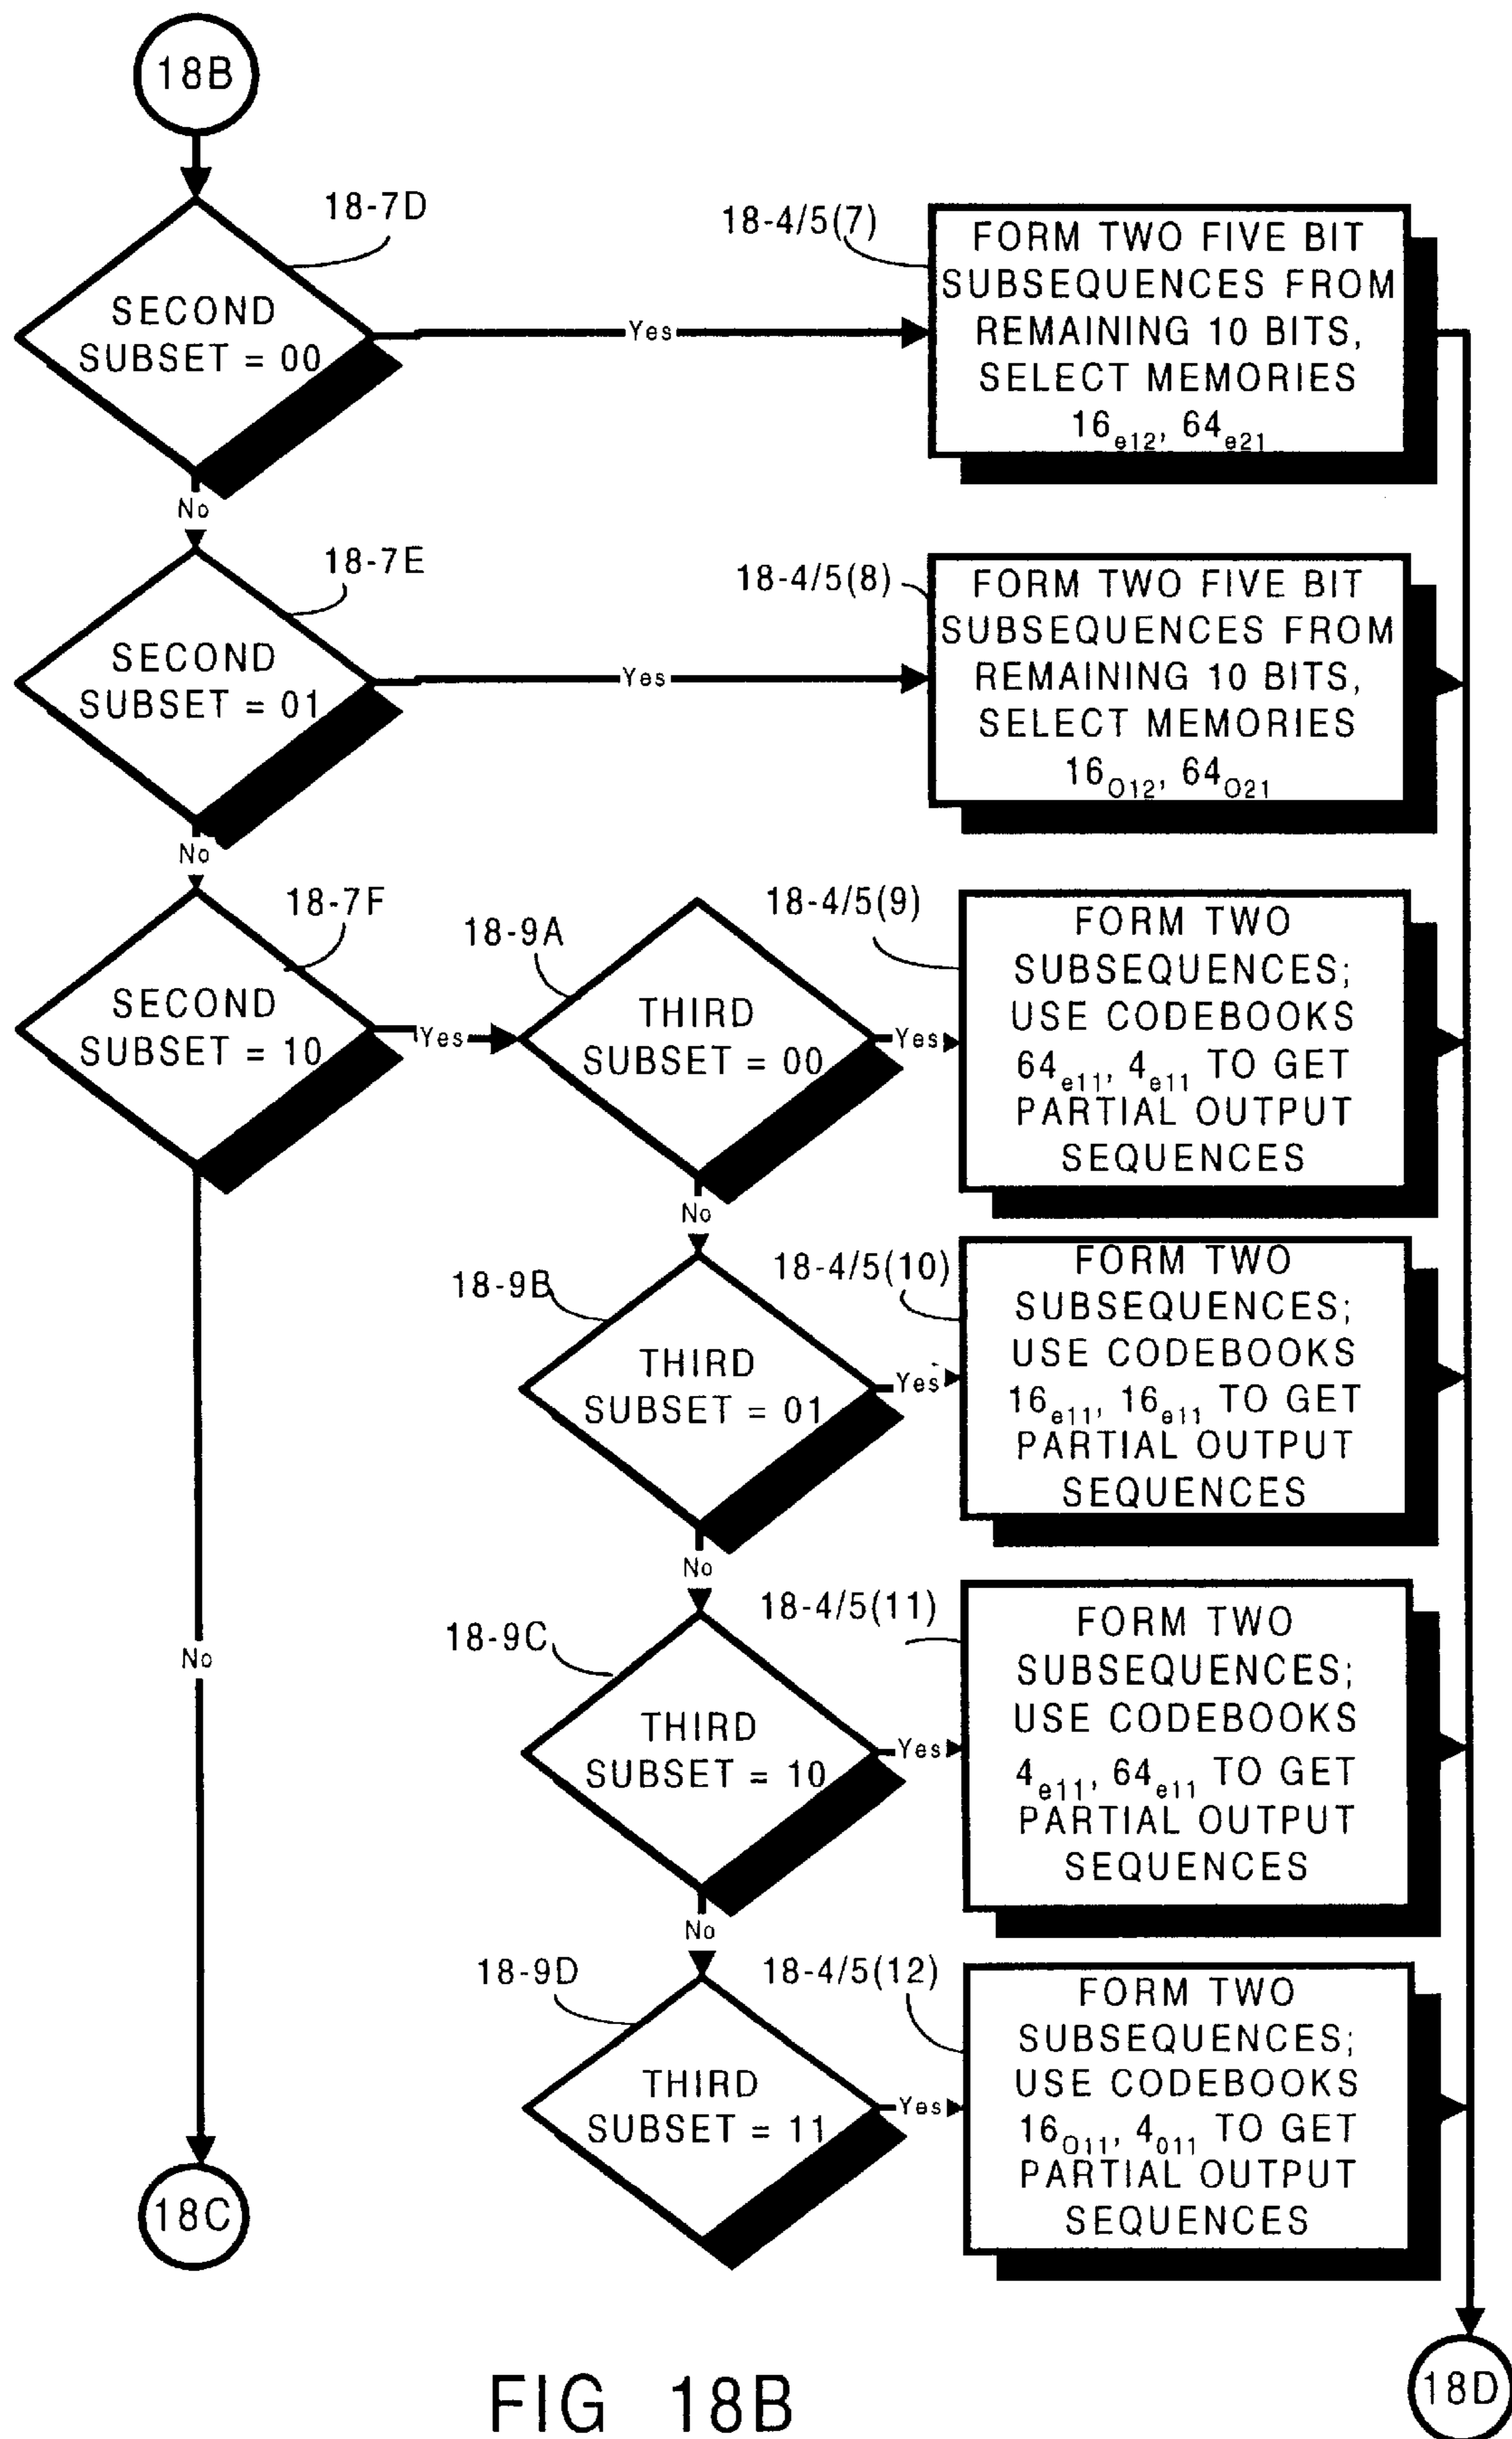 18B
18-7D
SECOND
SUBSET = 00
Yes
18-4/5(7)
FORM TWO FIVE BIT
SUBSEQUENCES FROM
REMAINING 10 BITS,
SELECT MEMORIES
16e12, 64e21
No
18-7E
SECOND
SUBSET = 01
Yes
18-4/5(8)
FORM TWO FIVE BIT
SUBSEQUENCES FROM
REMAINING 10 BITS,
SELECT MEMORIES
16O12, 64O21
No
18-7F
SECOND
SUBSET = 10
Yes
18-9A
THIRD
SUBSET = 00
Yes
18-4/5(9)
FORM TWO
SUBSEQUENCES;
USE CODEBOOKS
64e11, 4e11 TO GET
PARTIAL OUTPUT
SEQUENCES
No
18-9B
THIRD
SUBSET = 01
Yes
18-4/5(10)
FORM TWO
SUBSEQUENCES;
USE CODEBOOKS
16e11, 16e11 TO GET
PARTIAL OUTPUT
SEQUENCES
No
18-9C
THIRD
SUBSET = 10
Yes
18-4/5(11)
FORM TWO
SUBSEQUENCES;
USE CODEBOOKS
4e11, 64e11 TO GET
PARTIAL OUTPUT
SEQUENCES
No
18-9D
THIRD
SUBSET = 11
Yes
18-4/5(12)
FORM TWO
SUBSEQUENCES;
USE CODEBOOKS
16O11, 4O11 TO GET
PARTIAL OUTPUT
SEQUENCES
No
18C
18D
FIG 18B